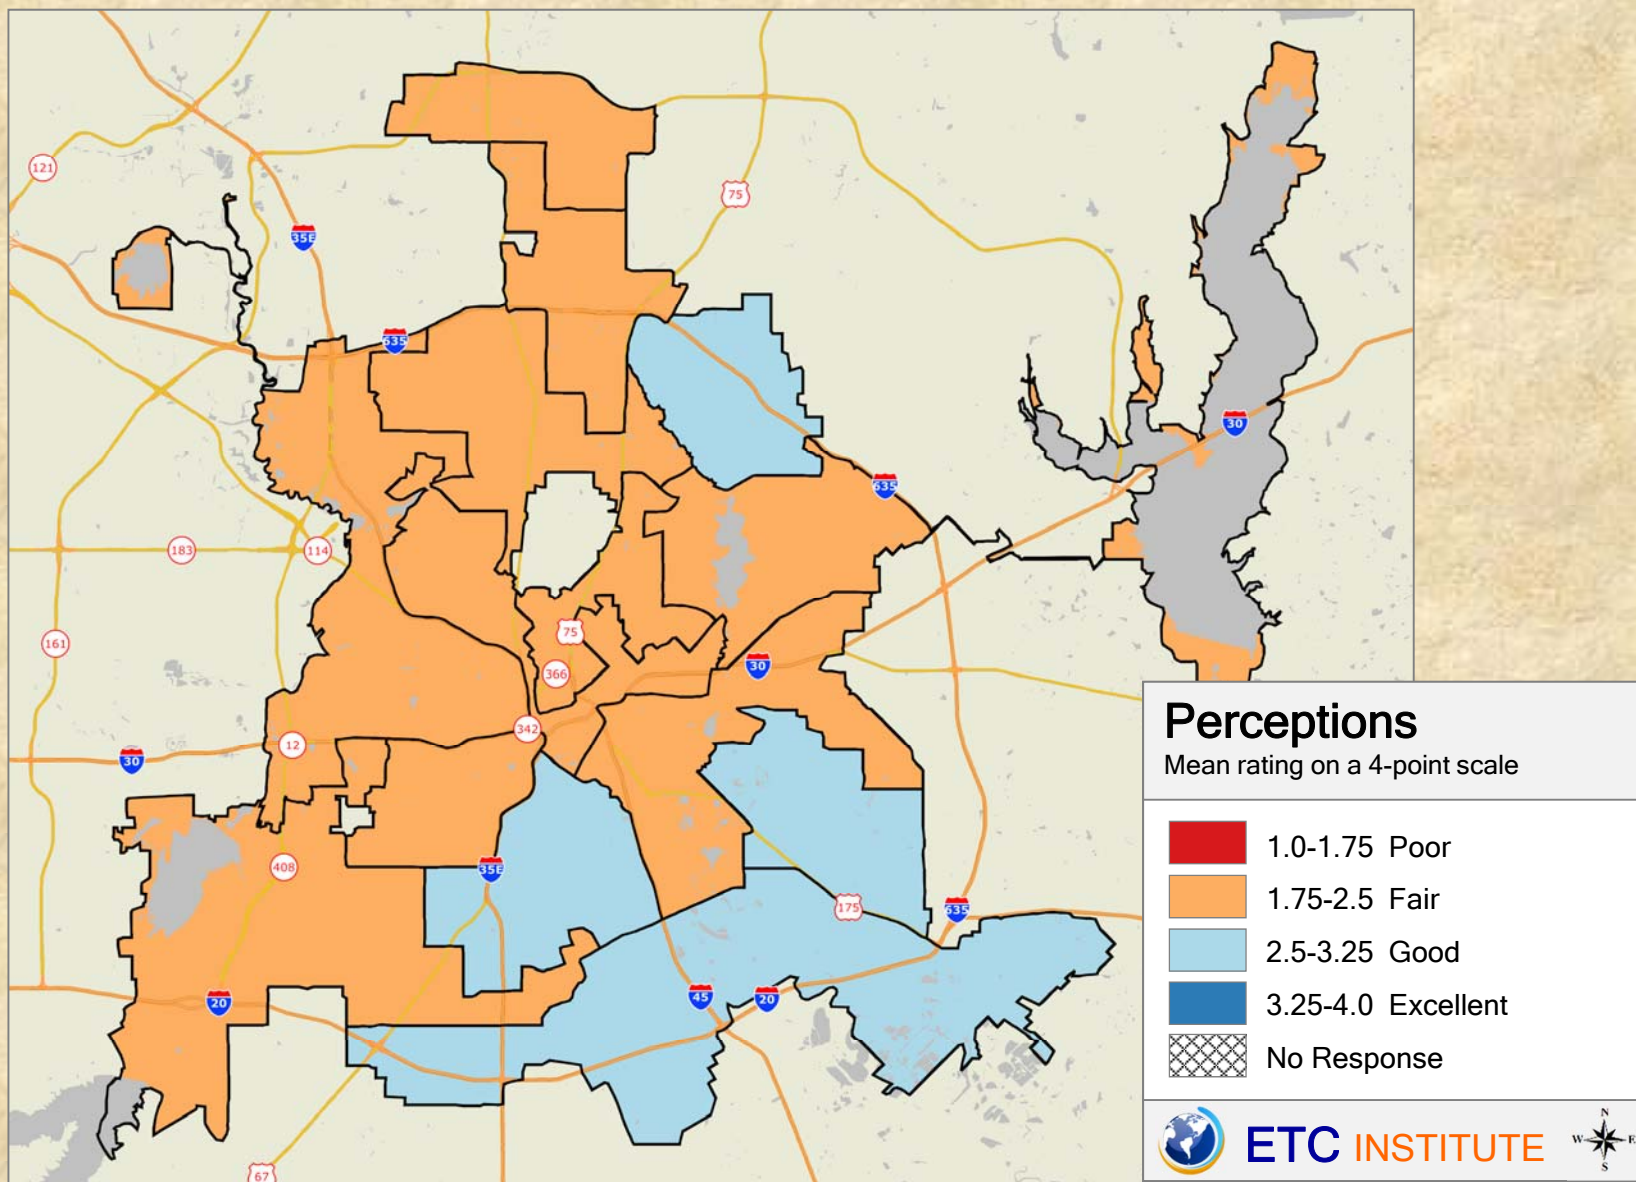 121
75
35E
635
30
635
183
114
161
75
366
30
342
12
30
408
35E
175
635
20
45
20
67
Perceptions
Mean rating on a 4-point scale
1.0-1.75 Poor
1.75-2.5 Fair
2.5-3.25 Good
3.25-4.0 Excellent
No Response
ETC INSTITUTE
N
W E
S